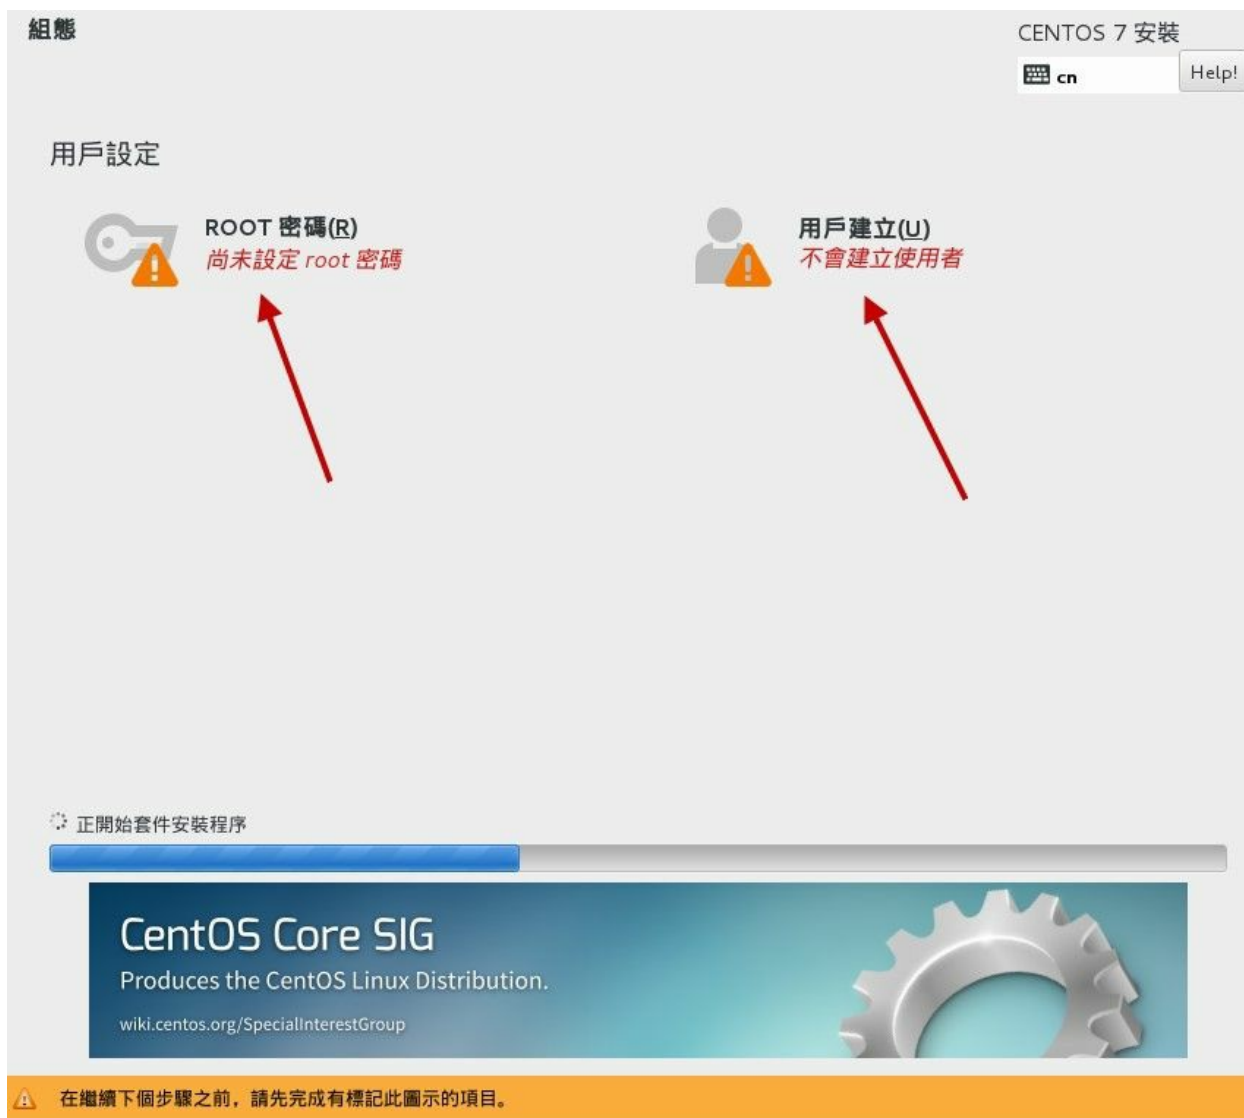 組態
CENTOS 7 安裝
cn
Help!
用戶設定
ROOT 密碼(R)
尚未設定 root 密碼
用戶建立(U)
不會建立使用者
正開始套件安裝程序
CentOS Core SIG
Produces the CentOS Linux Distribution.
wiki.centos.org/SpecialInterestGroup
在繼續下個步驟之前，請先完成有標記此圖示的項目。